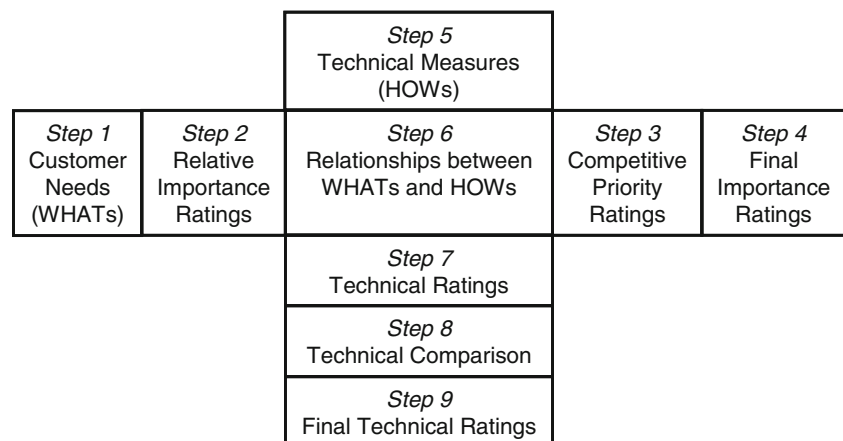 Step 5
Technical Measures
(HOWs)
Step 1
Customer
Needs
(WHATs)
Step 2
Relative
Importance
Ratings
Step 6
Relationships between
WHATs and HOWs
Step 3
Competitive
Priority
Ratings
Step 4
Final
Importance
Ratings
Step 7
Technical Ratings
Step 8
Technical Comparison
Step 9
Final Technical Ratings